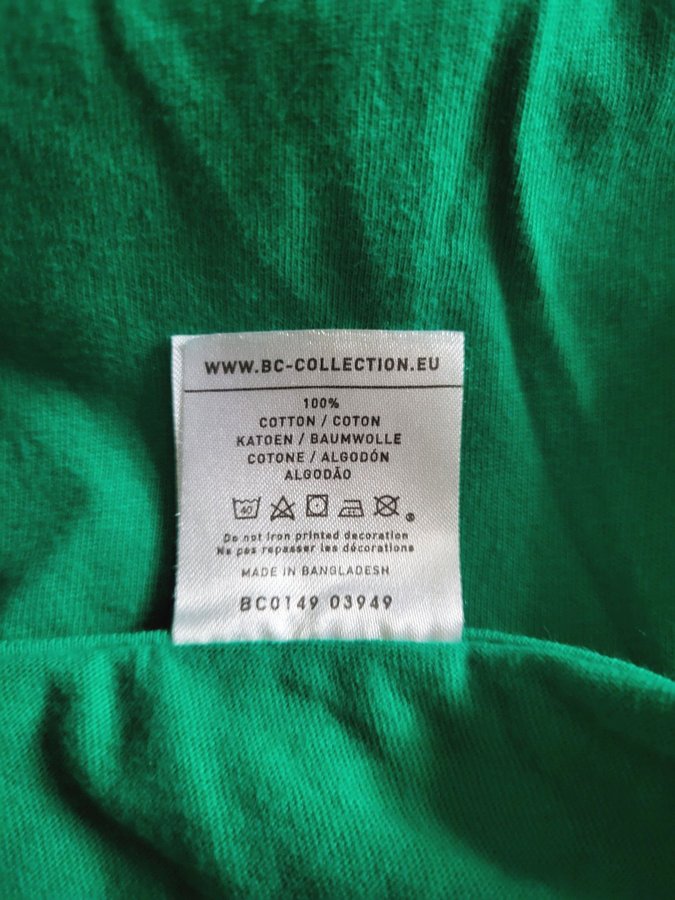 WWW.BC-COLLECTION.EU
100%
COTTON / COTON
KATOEN / BAUMWOLLE
COTONE / ALGODÓN
ALGODÃO
40
Do not iron printed decoration
Ne pas repasser les décorations
MADE IN BANGLADESH
BC0149 03949